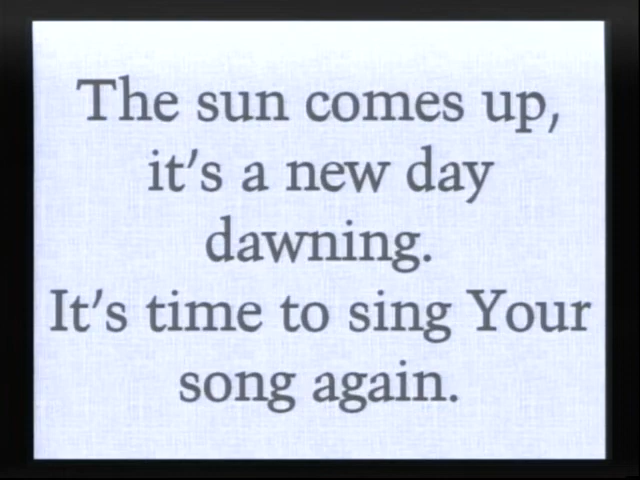 The sun comes up,
it's a new day
dawning.
It's time to sing Your
song again.